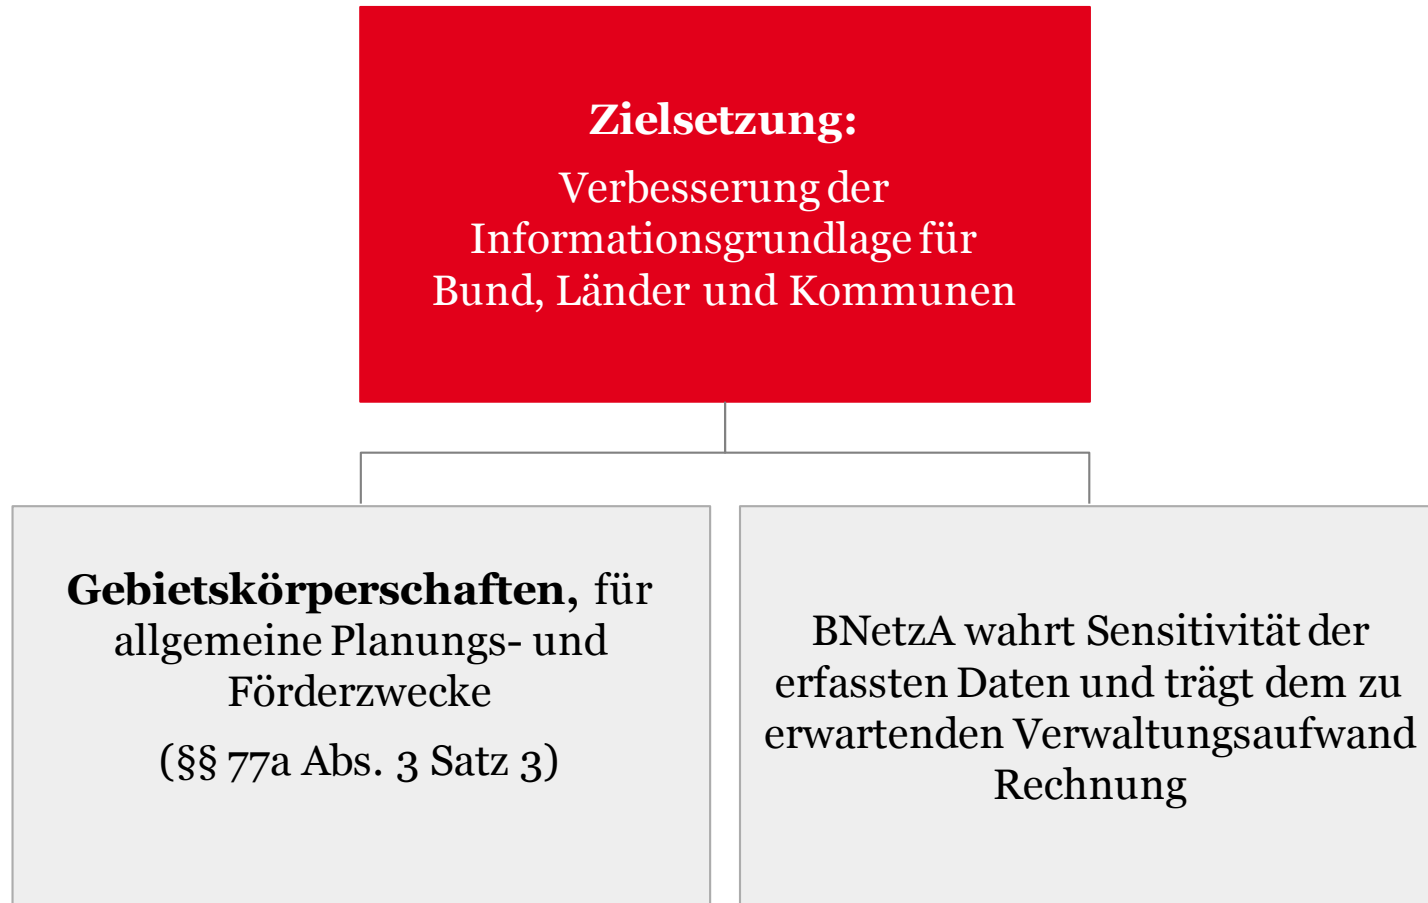 Zielsetzung:
Verbesserung der
Informationsgrundlage für
Bund, Länder und Kommunen
Gebietskörperschaften, für
allgemeine Planungs- und
Förderzwecke
(§§ 77a Abs. 3 Satz 3)
BNetzA wahrt Sensitivität der
erfassten Daten und trägt dem zu
erwartenden Verwaltungsaufwand
Rechnung